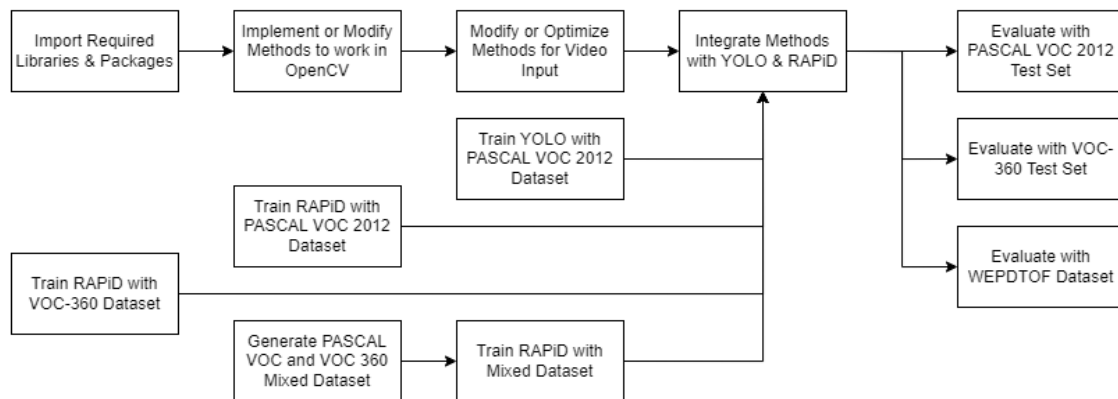 Import Required
Libraries & Packages
Implement or Modify
Methods to work in
OpenCV
Modify or Optimize
Methods for Video
Input
Integrate Methods
with YOLO & RAPiD
Evaluate with
PASCAL VOC 2012
Test Set
Train YOLO with
PASCAL VOC 2012
Dataset
Evaluate with VOC-
360 Test Set
Train RAPiD with
PASCAL VOC 2012
Dataset
Train RAPiD with
VOC-360 Dataset
Evaluate with
WEPDTOF Dataset
Generate PASCAL
VOC and VOC 360
Mixed Dataset
Train RAPiD with
Mixed Dataset